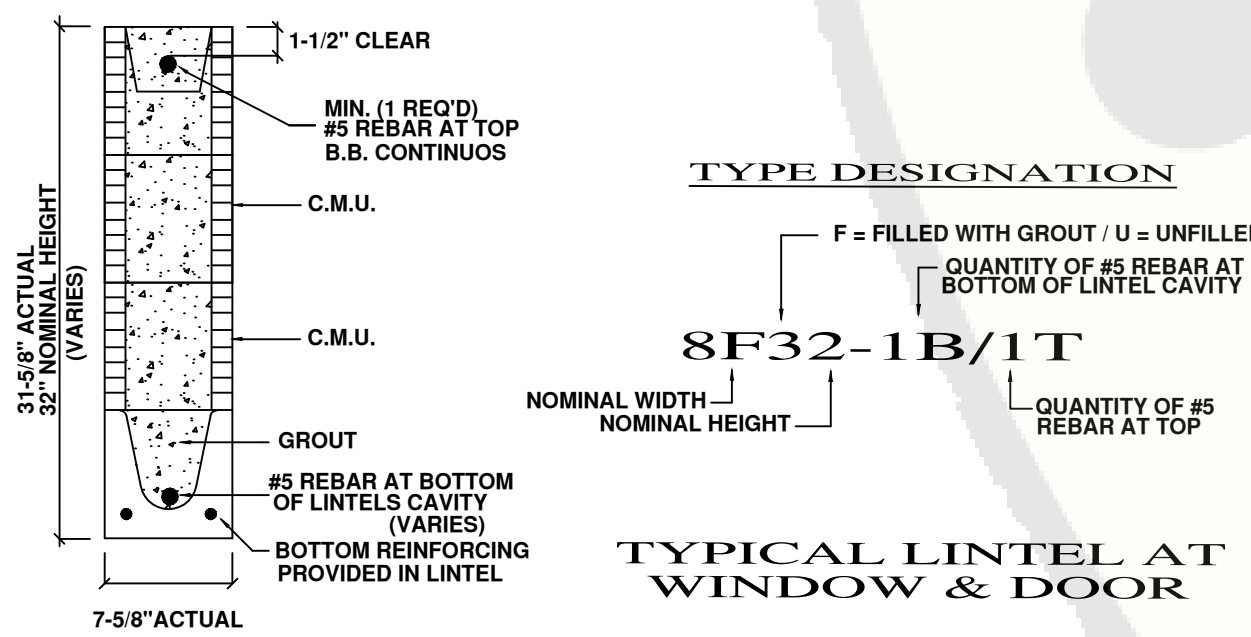 1-1/2" CLEAR
MIN. (1 REQ'D)
#5 REBAR AT TOP
B.B. CONTINUOS
C.M.U.
C.M.U.
31-5/8" ACTUAL
32" NOMINAL HEIGHT
(VARIES)
GROUT
#5 REBAR AT BOTTOM
OF LINTELS CAVITY
(VARIES)
BOTTOM REINFORCING
PROVIDED IN LINTEL
7-5/8"ACTUAL
TYPE DESIGNATION
F = FILLED WITH GROUT / U = UNFILLE
QUANTITY OF #5 REBAR AT
BOTTOM OF LINTEL CAVITY
8F32-1B/1T
NOMINAL WIDTH
NOMINAL HEIGHT
QUANTITY OF #5
REBAR AT TOP
TYPICAL LINTEL AT
WINDOW & DOOR